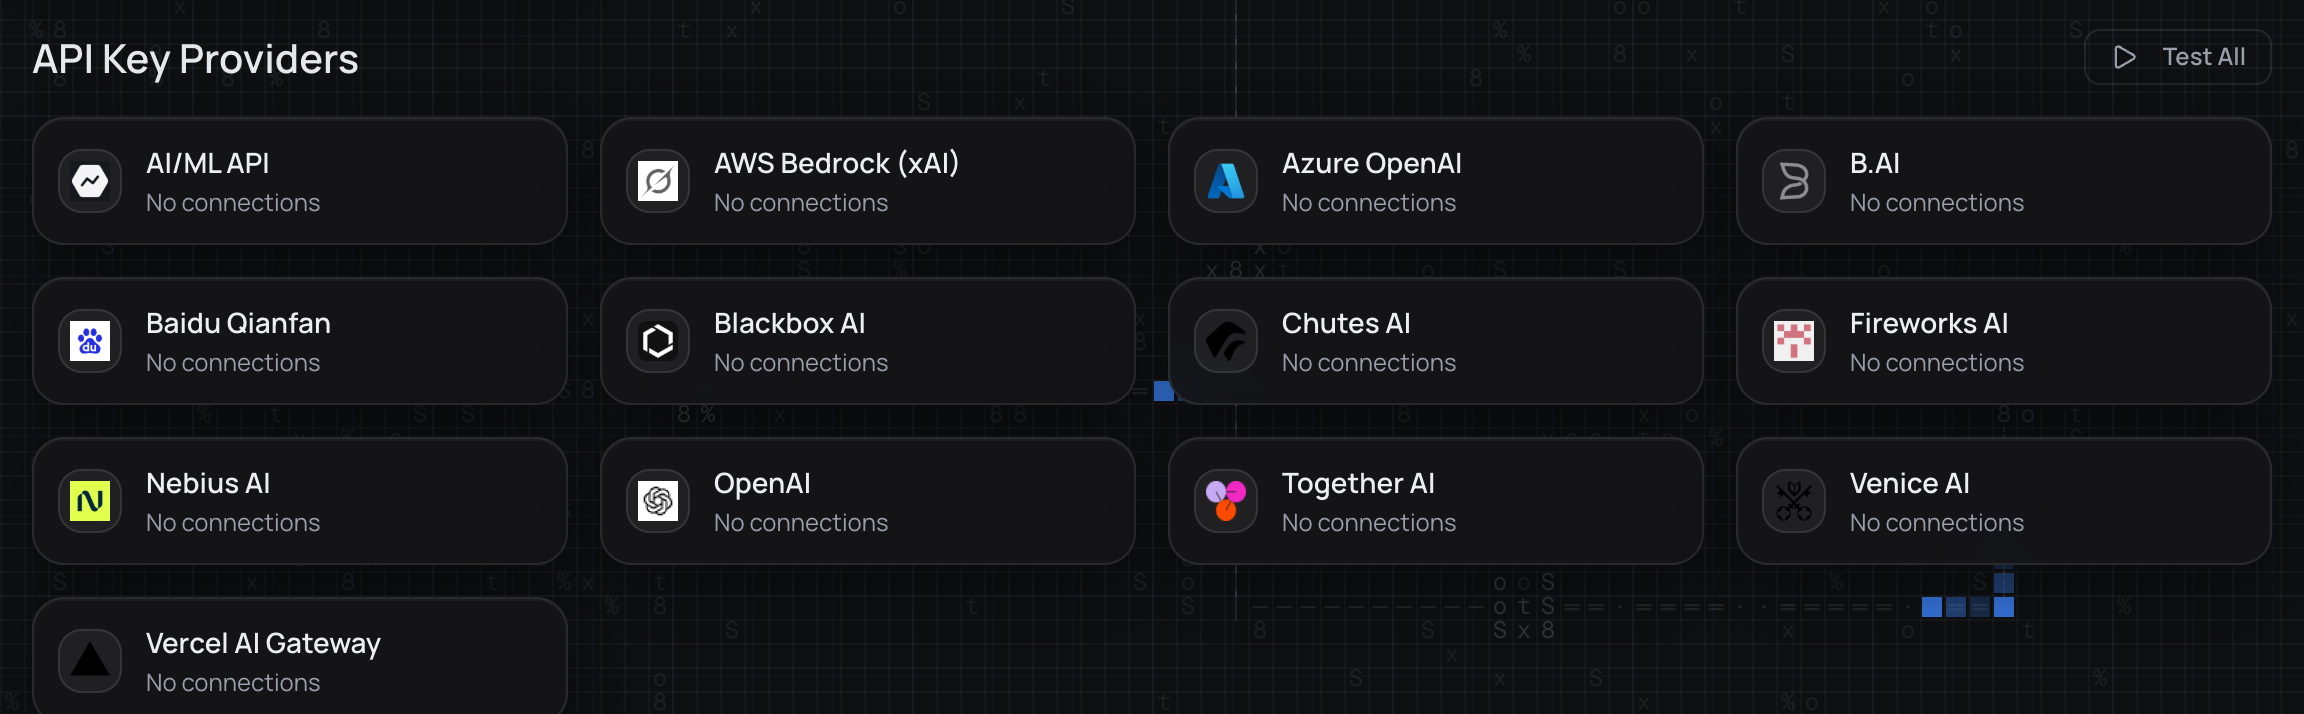 API Key Providers
Test All
AI/ML API
No connections
AWS Bedrock (xAI)
No connections
Azure OpenAI
No connections
B.AI
No connections
Baidu Qianfan
No connections
Blackbox AI
No connections
Chutes AI
No connections
Fireworks AI
No connections
Nebius AI
No connections
OpenAI
No connections
Together AI
No connections
Venice AI
No connections
Vercel AI Gateway
No connections